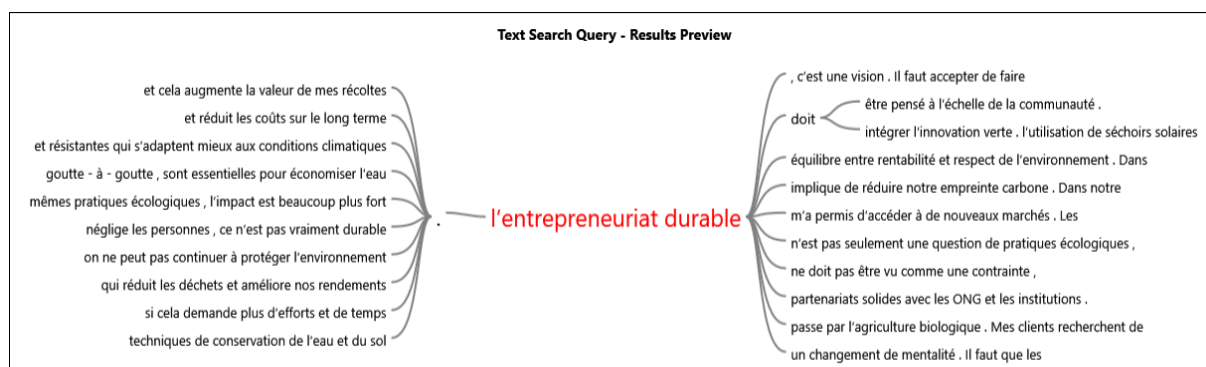 Text Search Query - Results Preview
et cela augmente la valeur de mes récoltes
et réduit les coûts sur le long terme
et résistantes qui s'adaptent mieux aux conditions climatiques
goutte - à - goutte , sont essentielles pour économiser l'eau
mêmes pratiques écologiques , l'impact est beaucoup plus fort
néglige les personnes , ce n'est pas vraiment durable
on ne peut pas continuer à protéger l'environnement
qui réduit les déchets et améliore nos rendements
si cela demande plus d'efforts et de temps
techniques de conservation de l'eau et du sol
.
l'entrepreneuriat durable
, c'est une vision . Il faut accepter de faire
doit
être pensé à l'échelle de la communauté .
intégrer l'innovation verte . l'utilisation de séchoirs solaires
équilibre entre rentabilité et respect de l'environnement . Dans
implique de réduire notre empreinte carbone . Dans notre
m'a permis d'accéder à de nouveaux marchés . Les
n'est pas seulement une question de pratiques écologiques ,
ne doit pas être vu comme une contrainte ,
partenariats solides avec les ONG et les institutions .
passe par l'agriculture biologique . Mes clients recherchent de
un changement de mentalité . Il faut que les